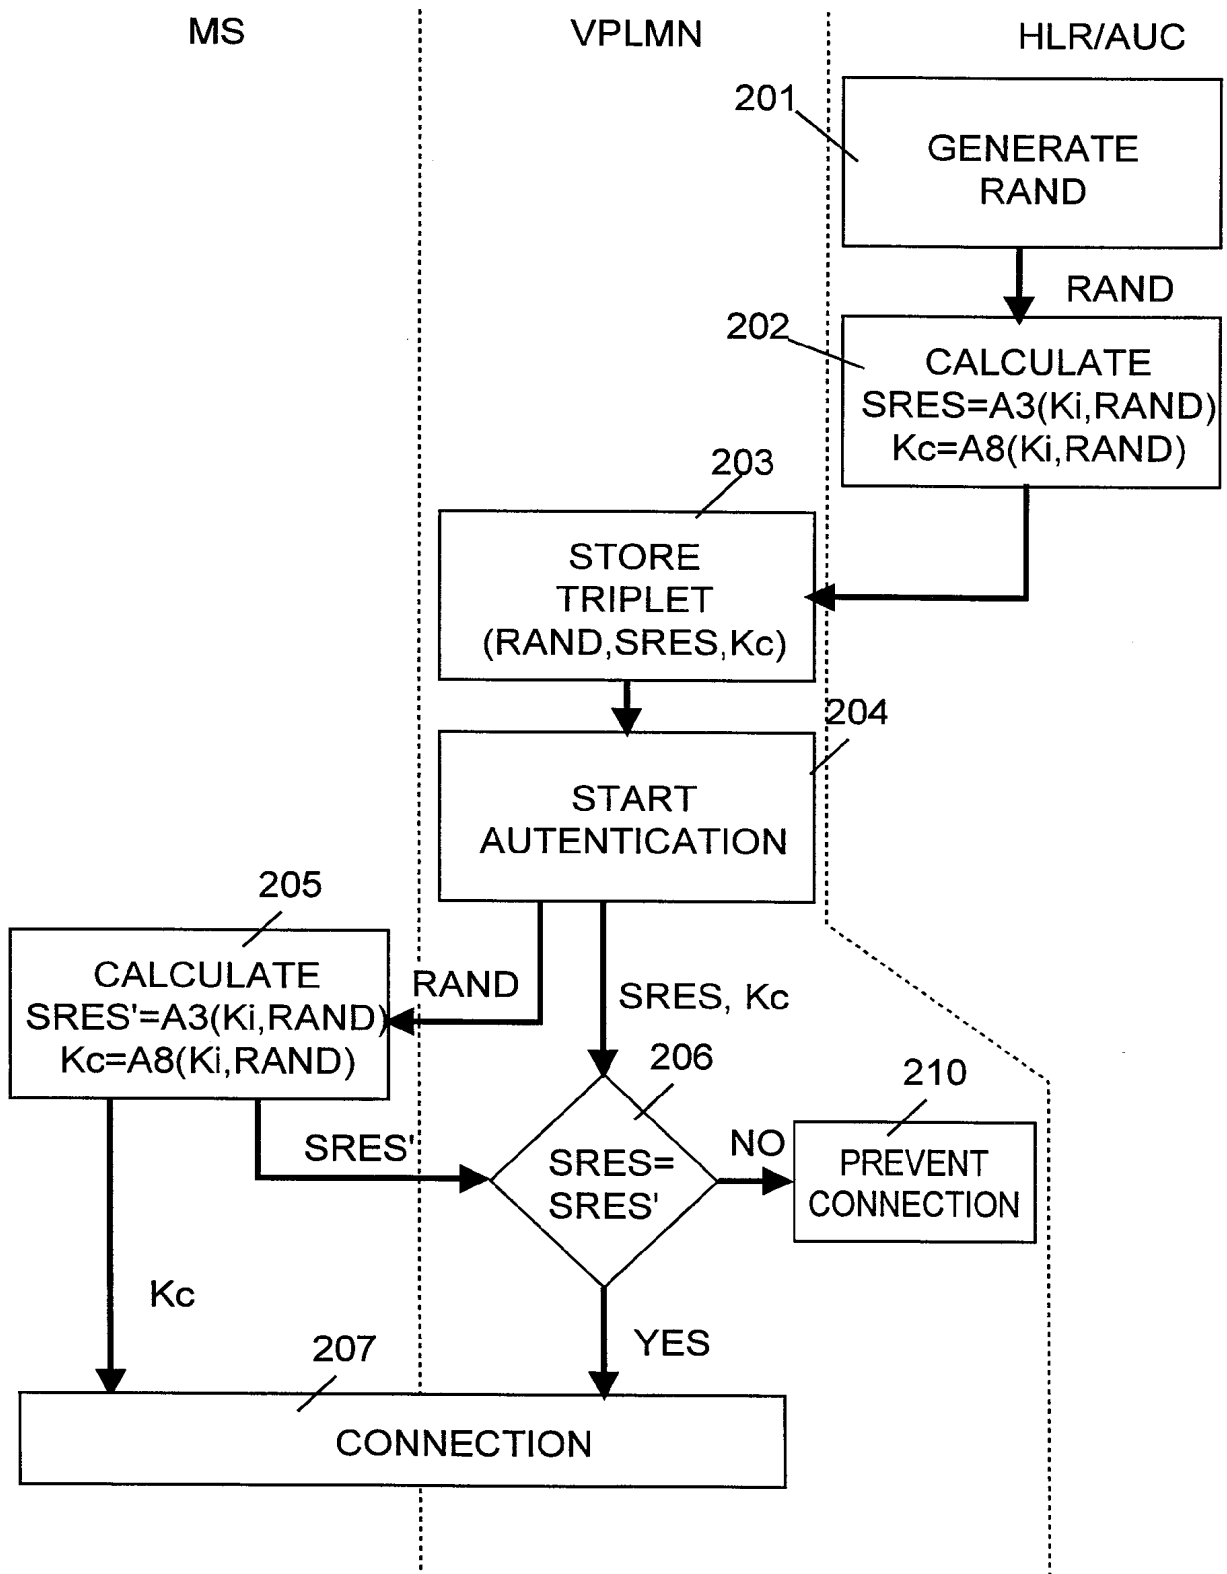 MS
VPLMN
HLR/AUC
201
GENERATE
RAND
RAND
202
CALCULATE
SRES=A3(Ki,RAND)
Kc=A8(Ki,RAND)
203
STORE
TRIPLET
(RAND,SRES,Kc)
204
START
AUTENTICATION
205
CALCULATE
SRES'=A3(Ki,RAND)
Kc=A8(Ki,RAND)
RAND
SRES, Kc
206
SRES=
SRES'
SRES'
NO
210
PREVENT
CONNECTION
Kc
YES
207
CONNECTION